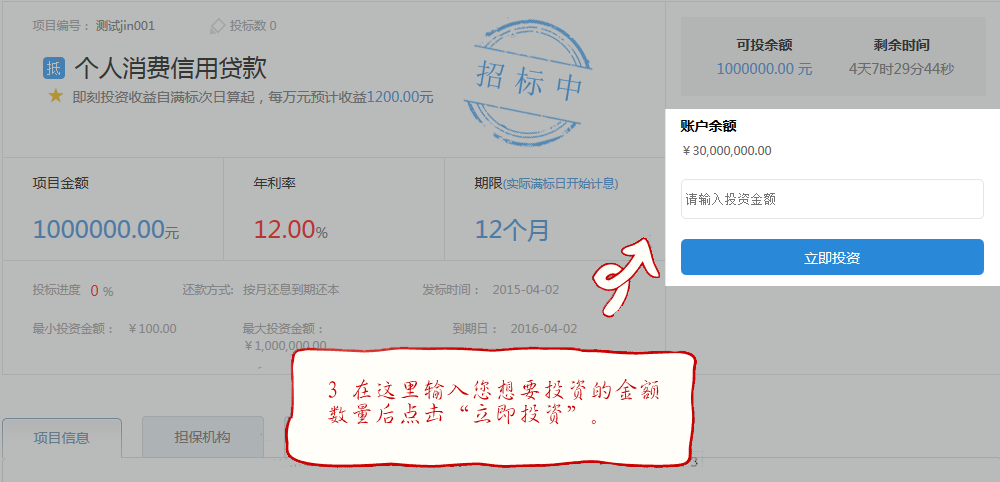 项目编号： 测试jin001
投标数 0
抵 个人消费信用贷款
即刻投资收益自满标次日算起，每万元预计收益1200.00元
招标中
可投余额
1000000.00 元
剩余时间
4天7时29分44秒
账户余额
￥30,000,000.00
请输入投资金额
立即投资
项目金额
1000000.00元
年利率
12.00%
期限(实际满标日开始计息)
12个月
投标进度 0 %
还款方式: 按月还息到期还本
发标时间： 2015-04-02
最小投资金额： ￥100.00
最大投资金额：
￥1,000,000.00
到期日： 2016-04-02
3 在这里输入您想要投资的金额
数量后点击“立即投资”。
项目信息
担保机构